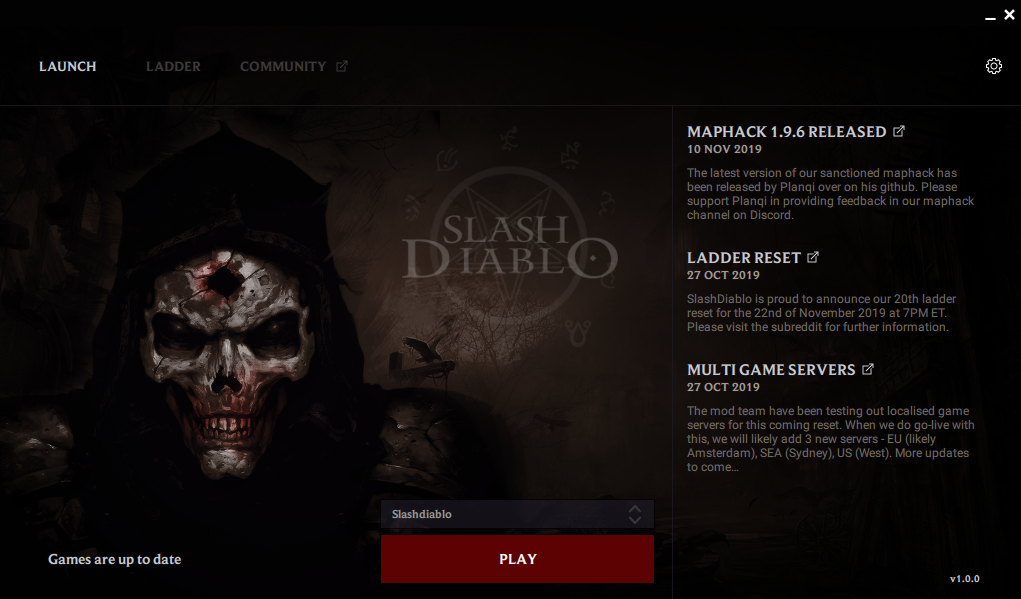 LAUNCH
LADDER
COMMUNITY
SLASH
DIABLO
MAPHACK 1.9.6 RELEASED
10 NOV 2019
The latest version of our sanctioned maphack has
been released by Planqi over on his github. Please
support Planqi in providing feedback in our maphack
channel on Discord.
LADDER RESET
27 OCT 2019
SlashDiablo is proud to announce our 20th ladder
reset for the 22nd of November 2019 at 7PM ET.
Please visit the subreddit for further information.
MULTI GAME SERVERS
27 OCT 2019
The mod team have been testing out localised game
servers for this coming reset. When we do go-live with
this, we will likely add 3 new servers - EU (likely
Amsterdam), SEA (Sydney), US (West). More updates
to come...
Slashdiablo
Games are up to date
PLAY
v1.0.0